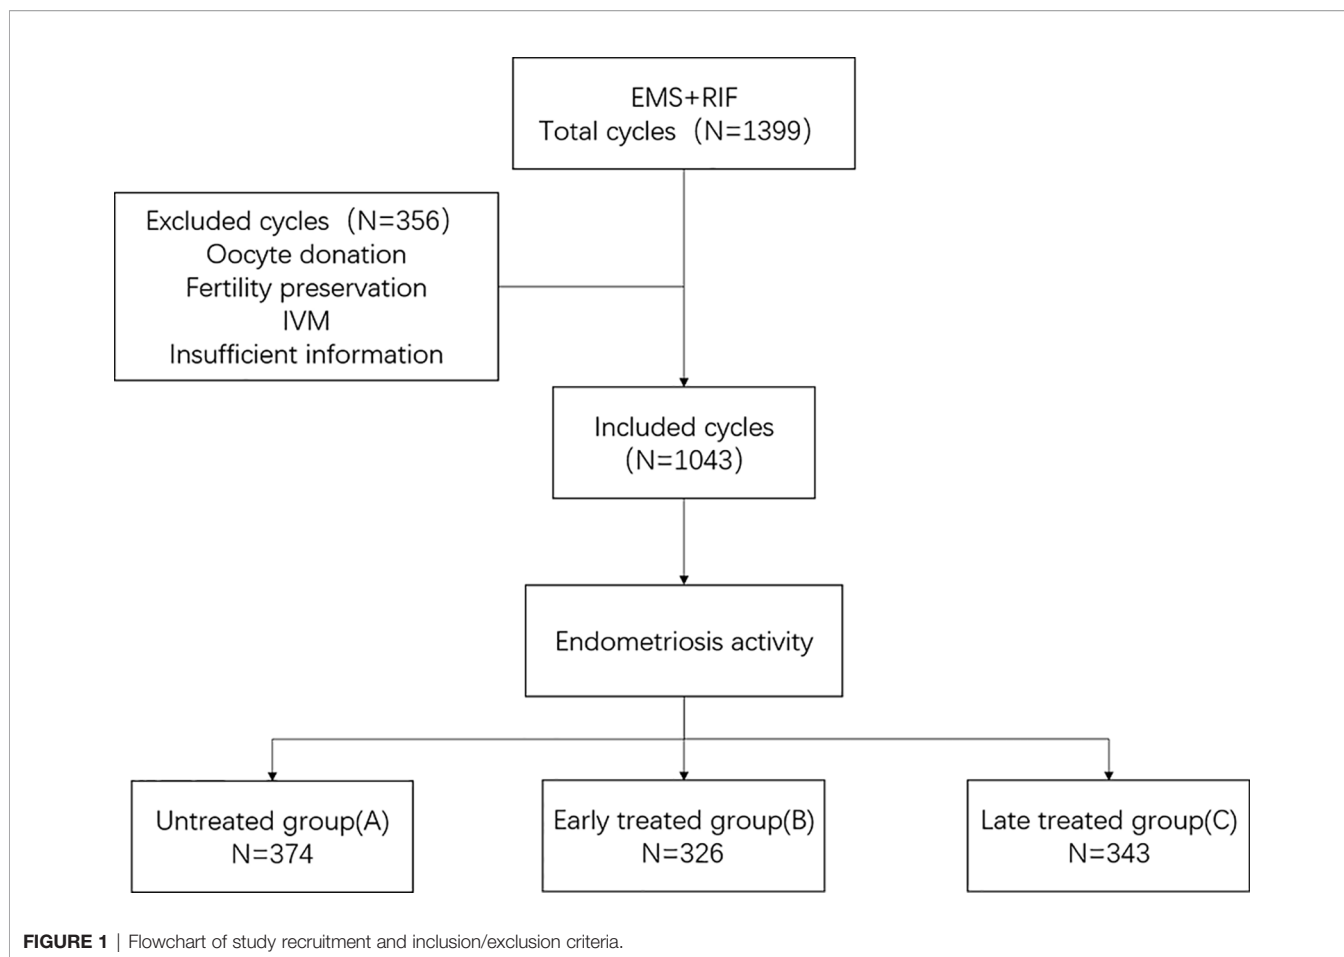 EMS+RIF
Total cycles（N=1399）
Excluded cycles（N=356）
Oocyte donation
Fertility preservation
IVM
Insufficient information
Included cycles
（N=1043）
Endometriosis activity
Untreated group(A)
N=374
Early treated group(B)
N=326
Late treated group(C)
N=343
FIGURE 1 | Flowchart of study recruitment and inclusion/exclusion criteria.